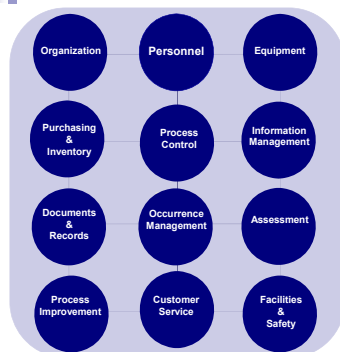 Organization
Personnel
Equipment
Purchasing
&
Inventory
Process
Control
Information
Management
Documents
&
Records
Occurrence
Management
Assessment
Process
Improvement
Customer
Service
Facilities
&
Safety